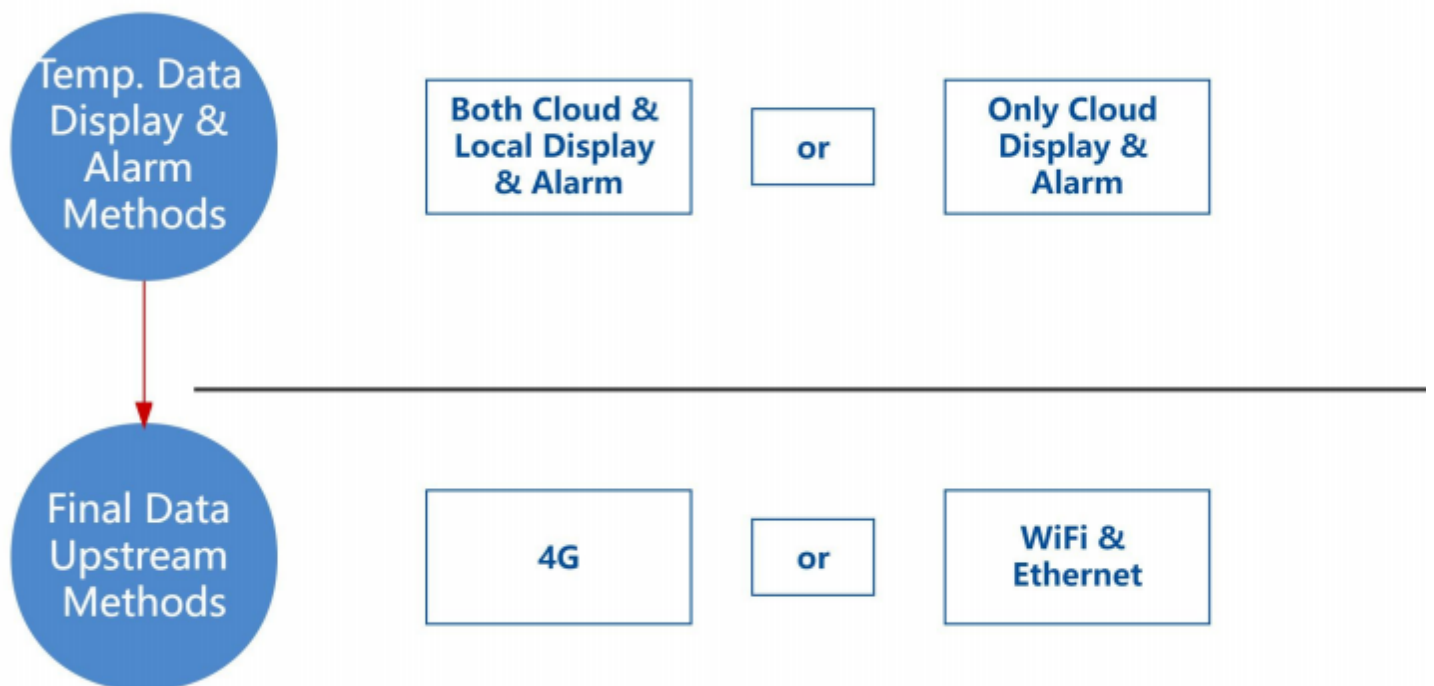 Temp. Data
Display &
Alarm
Methods
Both Cloud &
Local Display
& Alarm
or
Only Cloud
Display &
Alarm
Final Data
Upstream
Methods
4G
or
WiFi &
Ethernet